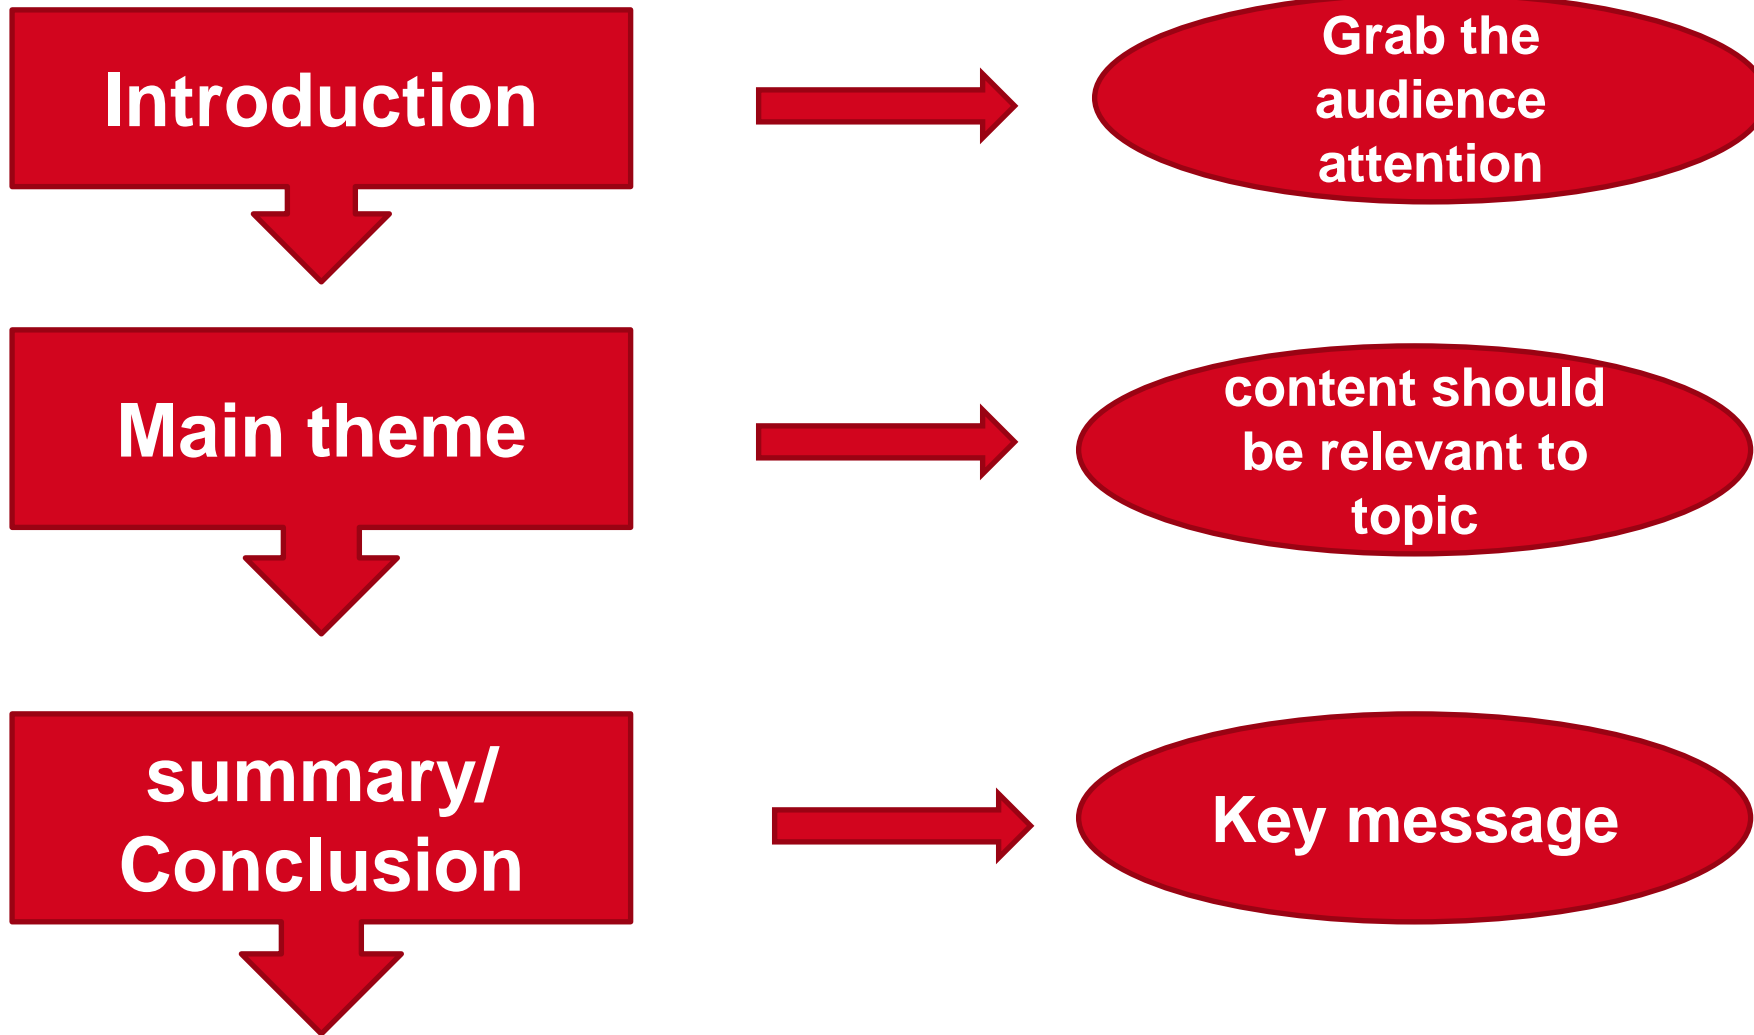 Introduction
Grab the
audience
attention
Main theme
content should
be relevant to
topic
summary/
Conclusion
Key message